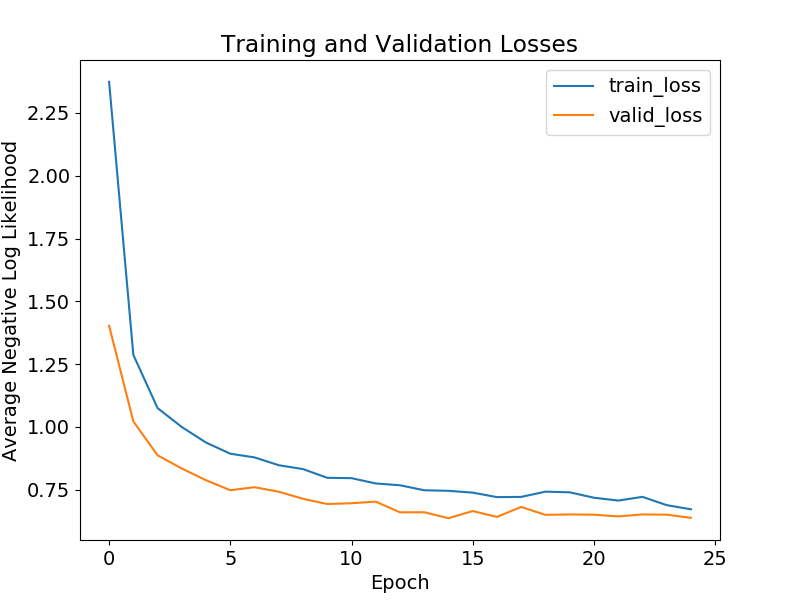 Training and Validation Losses
train_loss
valid_loss
Average Negative Log Likelihood
2.25
2.00
1.75
1.50
1.25
1.00
0.75
0
5
10
15
20
25
Epoch